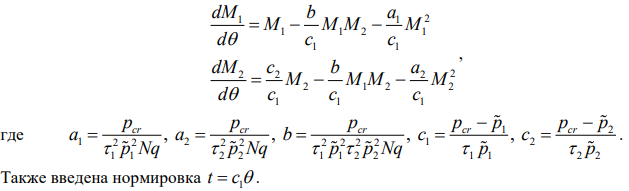 \frac{dM_1}{d\theta} = M_1 - \frac{b}{c_1} M_1 M_2 - \frac{a_1}{c_1} M_1^2
\frac{dM_2}{d\theta} = \frac{c_2}{c_1} M_2 - \frac{b}{c_1} M_1 M_2 - \frac{a_2}{c_1} M_2^2 ,
где a_1 = \frac{p_{cr}}{\tau_1^2 \tilde{p}_1^2 Nq}, a_2 = \frac{p_{cr}}{\tau_2^2 \tilde{p}_2^2 Nq}, b = \frac{p_{cr}}{\tau_1^2 \tilde{p}_1^2 \tau_2^2 \tilde{p}_2^2 Nq}, c_1 = \frac{p_{cr} - \tilde{p}_1}{\tau_1 \tilde{p}_1}, c_2 = \frac{p_{cr} - \tilde{p}_2}{\tau_2 \tilde{p}_2}.
Также введена нормировка t = c_1\theta.